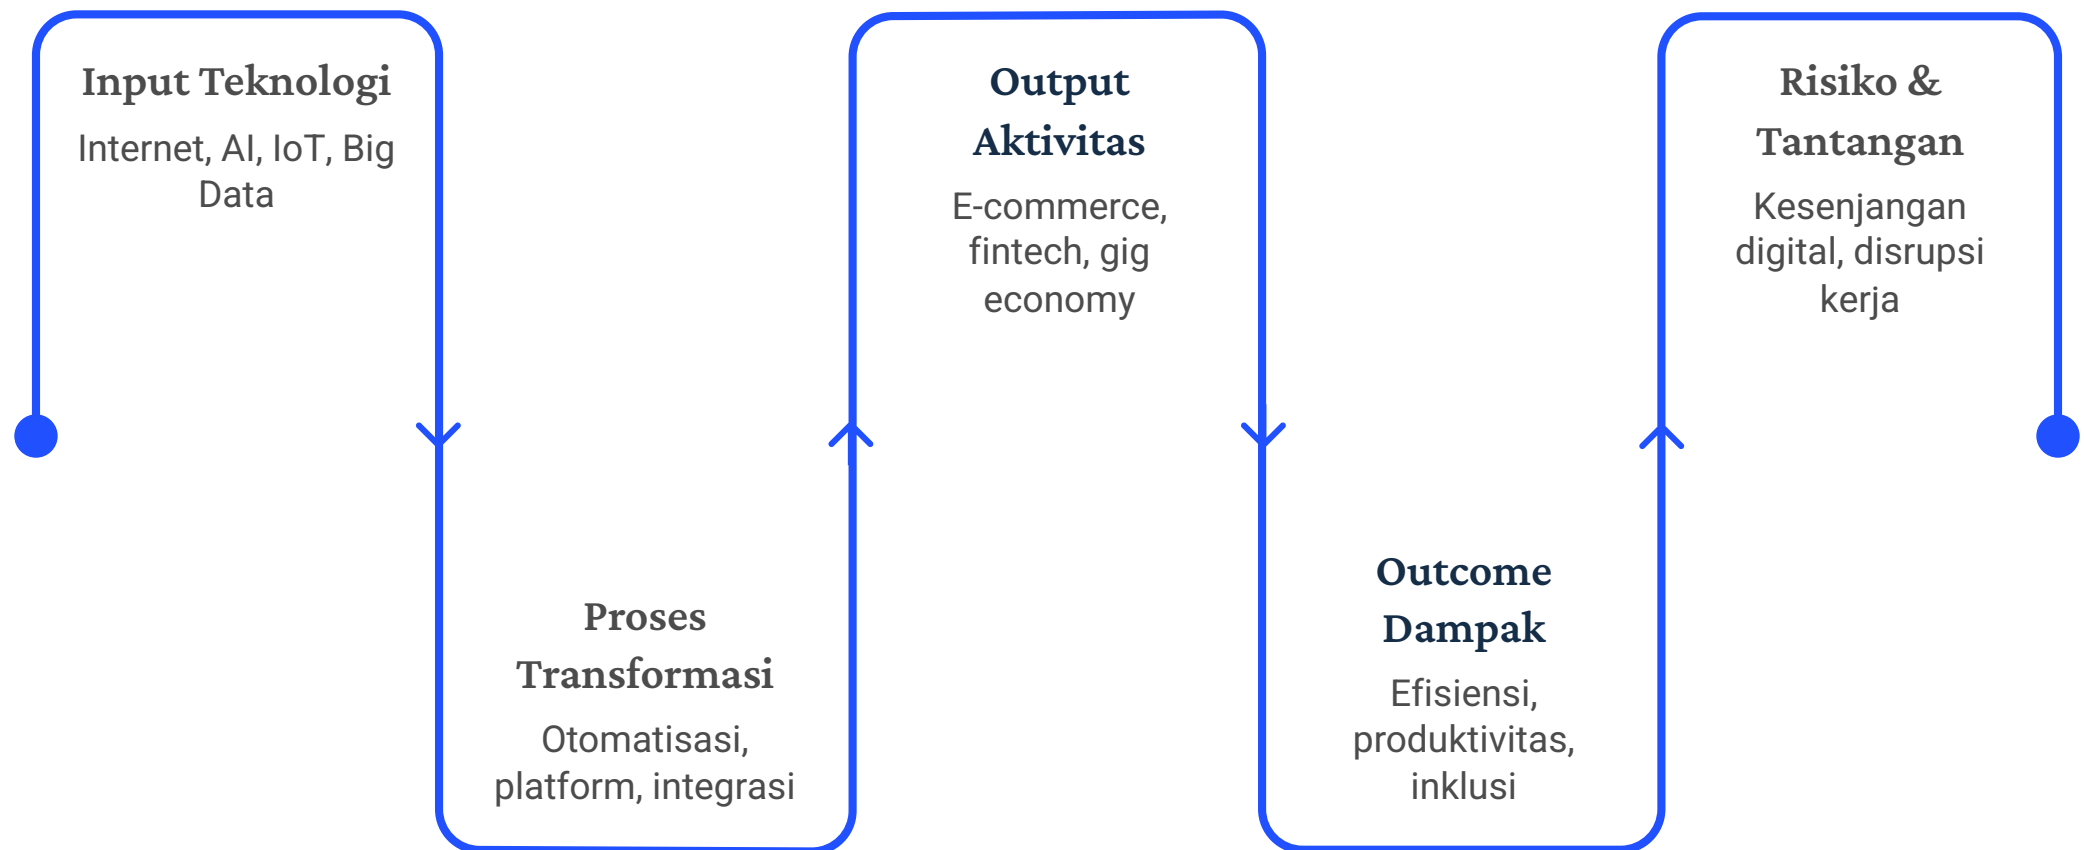 Input Teknologi
Internet, AI, IoT, Big
Data
Proses
Transformasi
Otomatisasi,
platform, integrasi
Output
Aktivitas
E-commerce,
fintech, gig
economy
Outcome
Dampak
Efisiensi,
produktivitas,
inklusi
Risiko &
Tantangan
Kesenjangan
digital, disrupsi
kerja